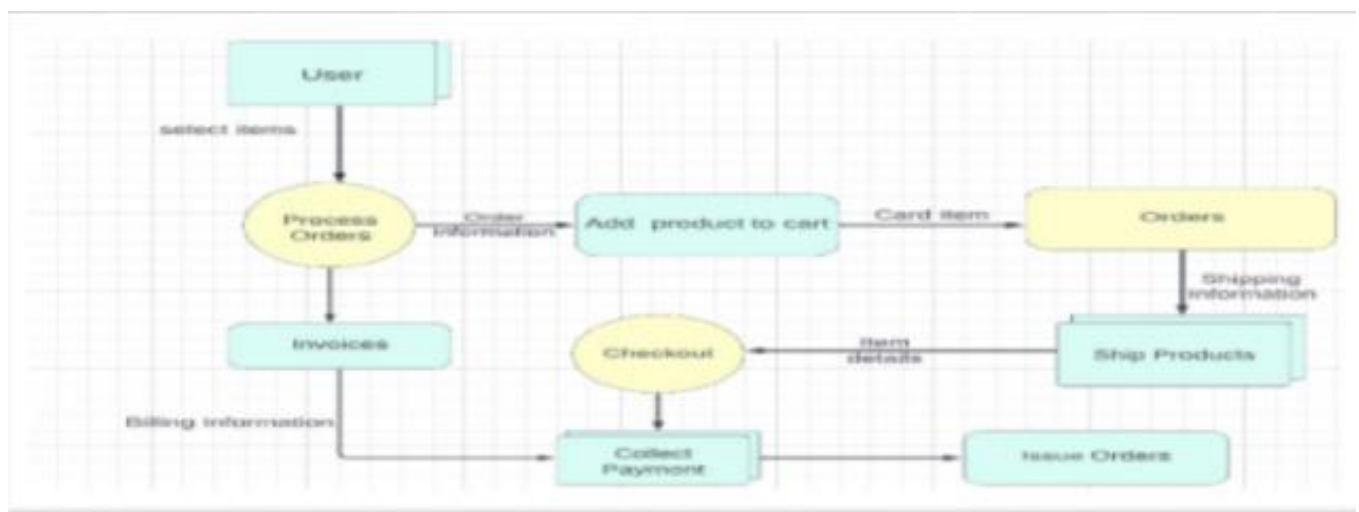 User
select items
Process
Orders
Order
information
Add product to cart
Card item
Orders
Shipping
Information
Invoices
Checkout
Item
details
Ship Products
Billing Information
Collect
Payment
Issue Orders